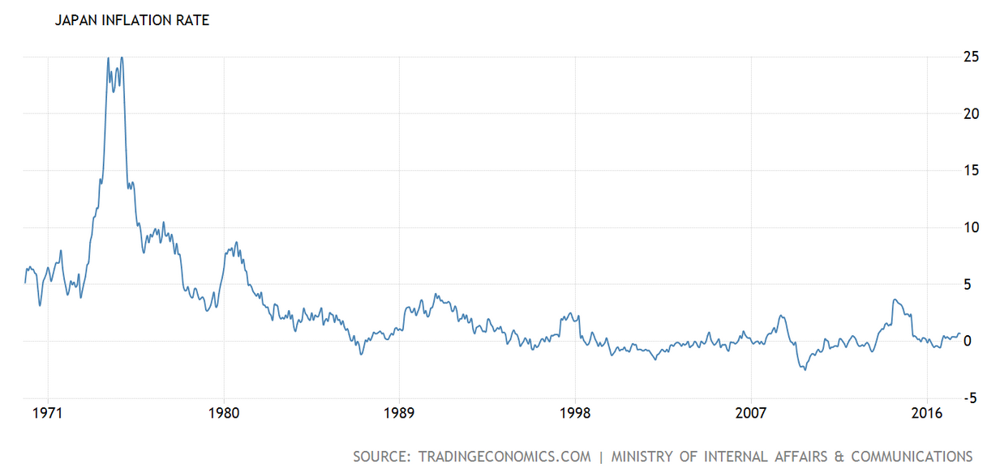 JAPAN INFLATION RATE
25
20
15
10
5
0
-5
1971 1980 1989 1998 2007 2016
SOURCE: TRADINGECONOMICS.COM | MINISTRY OF INTERNAL AFFAIRS & COMMUNICATIONS